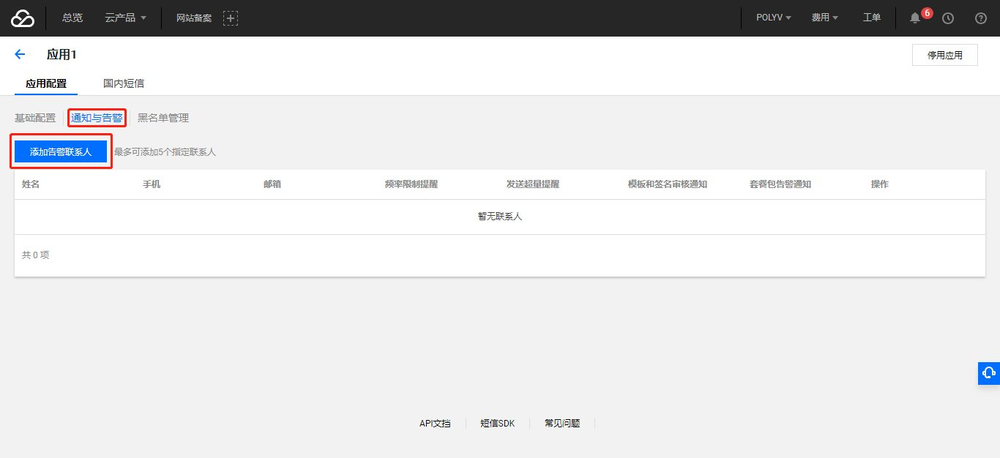 总览 云产品 网站备案 POLYV 费用 工单 6
应用1 停用应用
应用配置 国内短信
基础配置 通知与告警 黑名单管理
添加告警联系人 最多可添加5个指定联系人
姓名 手机 邮箱 频率限制提醒 发送超量提醒 模板和签名审核通知 套餐包告警通知 操作
暂无联系人
共 0 项
API文档 短信SDK 常见问题